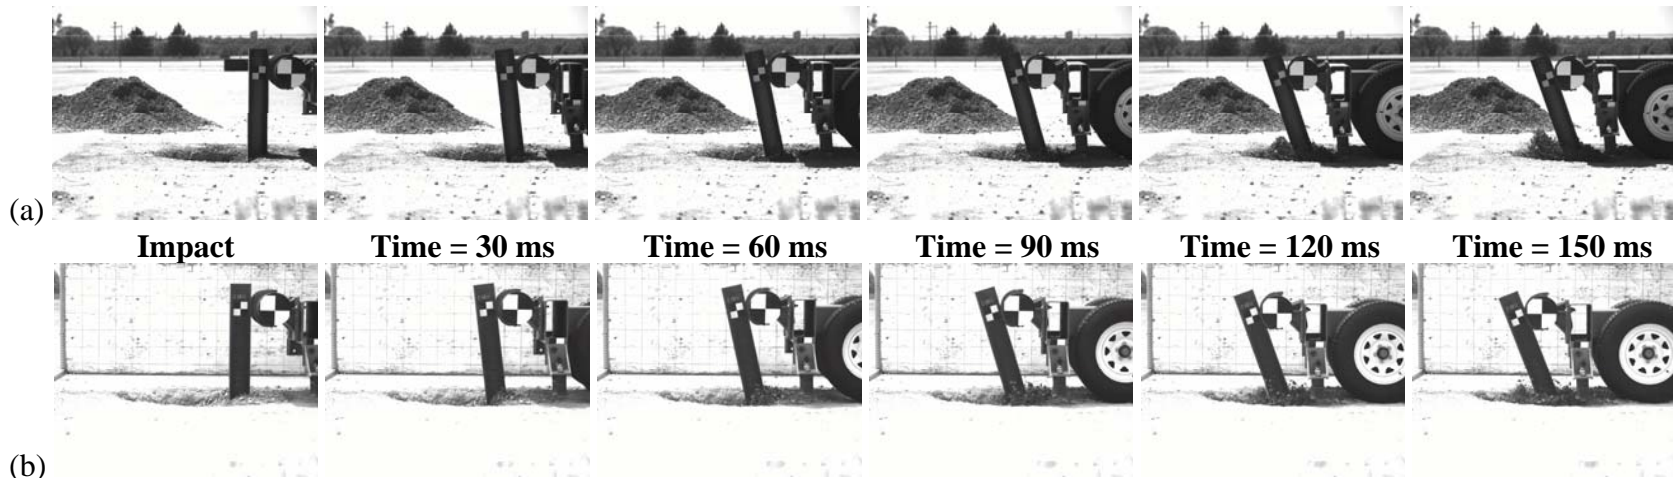 (a)
Impact Time = 30 ms Time = 60 ms Time = 90 ms Time = 120 ms Time = 150 ms
(b)